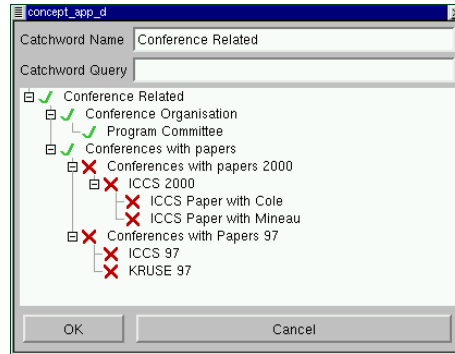 concept_app_d
Catchword Name Conference Related
Catchword Query
Conference Related
Conference Organisation
Program Committee
Conferences with papers
Conferences with papers 2000
ICCS 2000
ICCS Paper with Cole
ICCS Paper with Mineau
Conferences with Papers 97
ICCS 97
KRUSE 97
OK Cancel